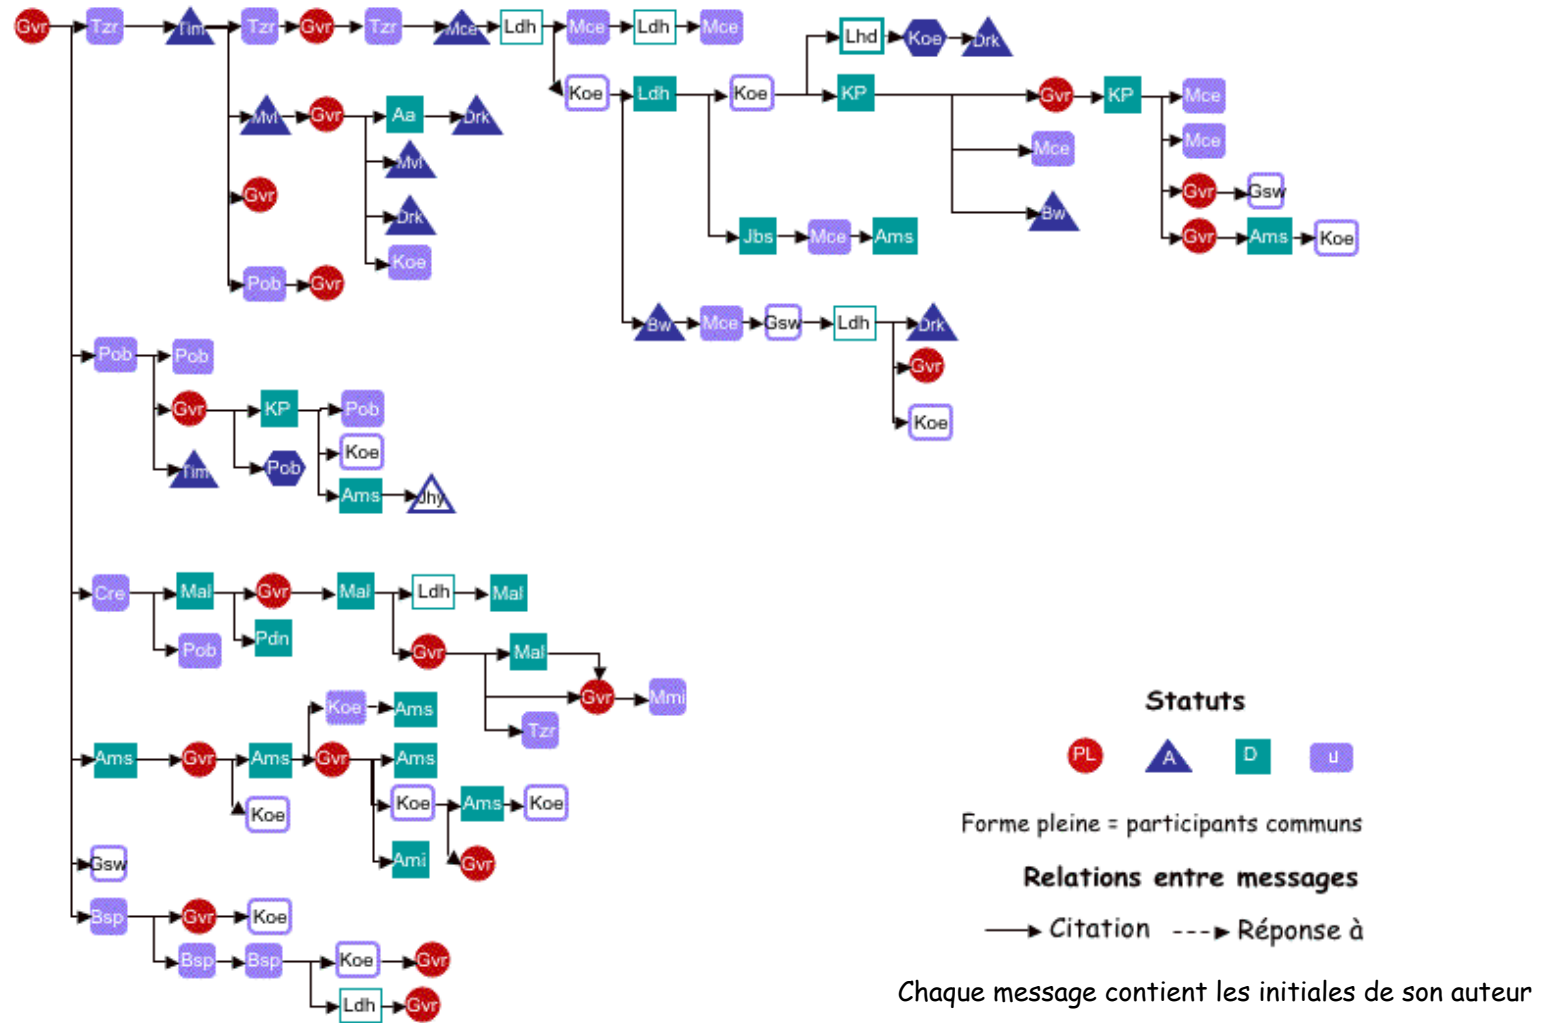 Gvr Tzr Tim Tzr Gvr Tzr Mce Ldh Mce Ldh Mce
Lhd Koe Drk
Koe Ldh Koe KP Gvr KP Mce
Mvl Gvr Aa Drk
Mce
Mce
Mvl
Gvr Gvr Gsw
Drk Bw
Jbs Mce Ams Gvr Ams Koe
Koe
Pob Gvr
Bw Mce Gsw Ldh Drk
Pob Pob
Gvr
Gvr KP Pob
Koe
Koe
Tim Pob
Ams Jhy
Cre Mal Gvr Mal Ldh Mal
Pdn
Pob Gvr Mal
Gvr Mmi
Koe Ams
Tzr
Ams Gvr Ams Gvr Ams
Koe Koe Ams Koe
Gsw Ami Gvr
Bsp Gvr Koe
Bsp Bsp Koe Gvr
Ldh Gvr
Statuts
PL A D u
Forme pleine = participants communs
Relations entre messages
Citation Réponse à
Chaque message contient les initiales de son auteur